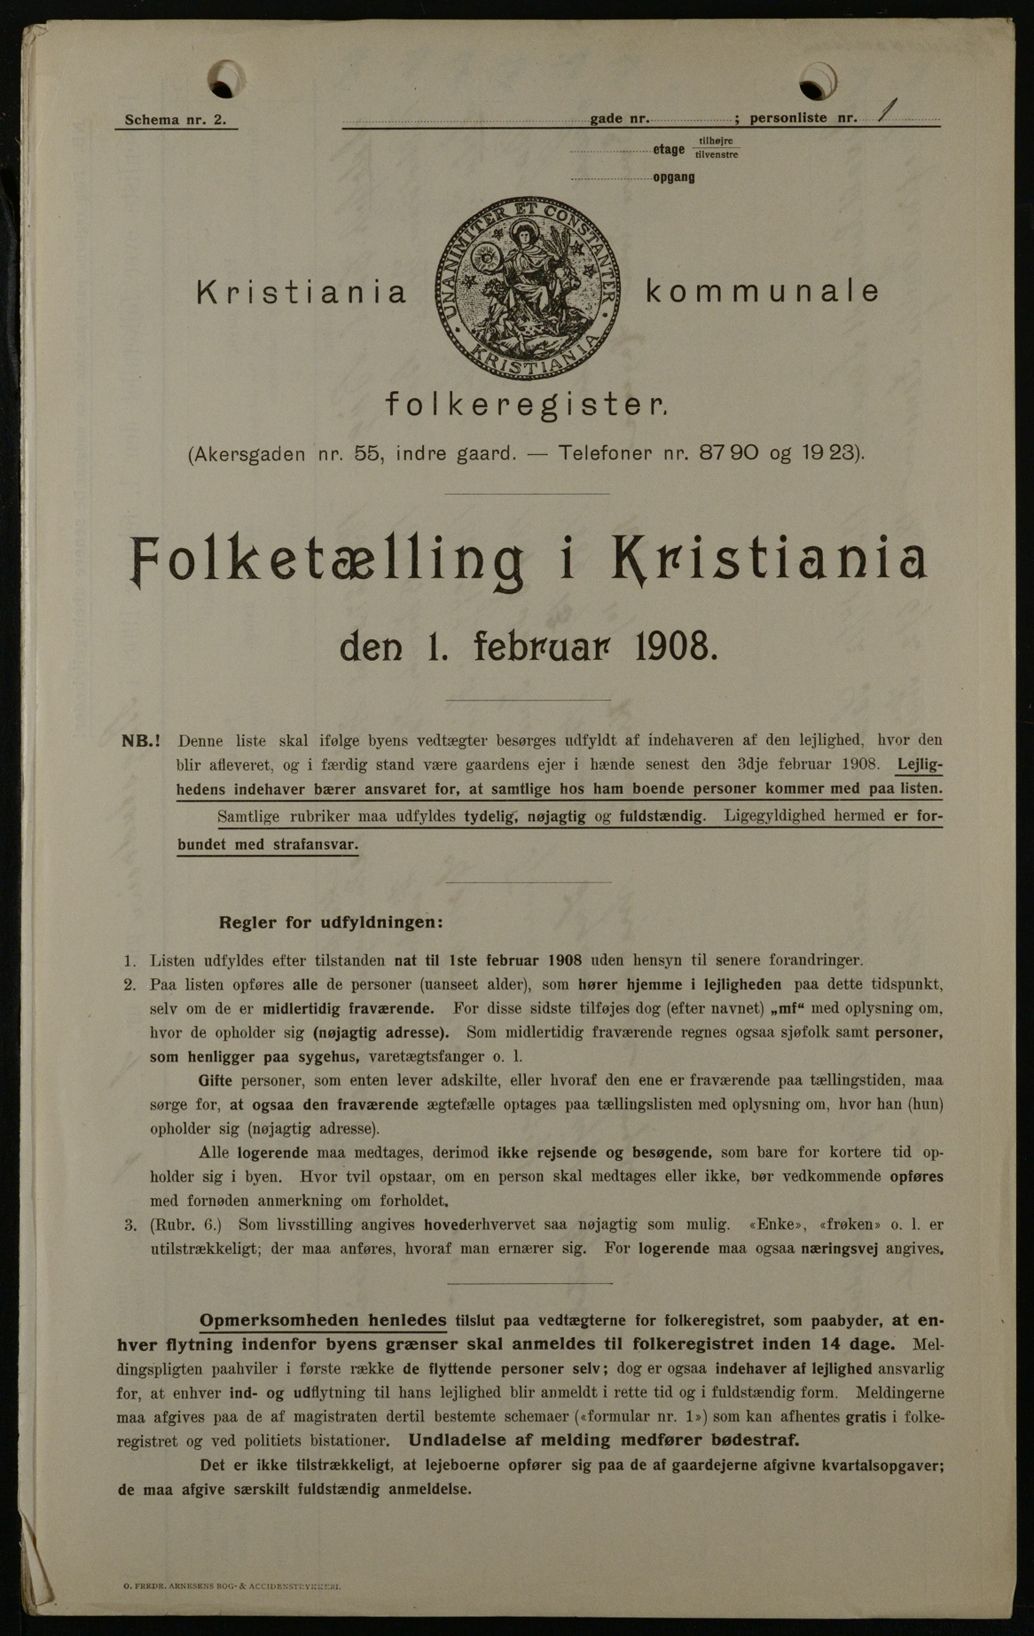 Schema nr. 2.
gade nr. ; personliste nr. 1
etage tilhøjre
tilvenstre
opgang
UNANIMITER ET CONSTANTER
KRISTIANIA
Kristiania kommunale
folkeregister.
(Akersgaden nr. 55, indre gaard. — Telefoner nr. 87 90 og 19 23).
Folketælling i Kristiania
den 1. februar 1908.
NB.! Denne liste skal ifølge byens vedtægter besørges udfyldt af indehaveren af den lejlighed, hvor den
blir afleveret, og i færdig stand være gaardens ejer i hænde senest den 3dje februar 1908. Lejlig-
hedens indehaver bærer ansvaret for, at samtlige hos ham boende personer kommer med paa listen.
Samtlige rubriker maa udfyldes tydelig, nøjagtig og fuldstændig. Ligegyldighed hermed er for-
bundet med strafansvar.
Regler for udfyldningen:
1. Listen udfyldes efter tilstanden nat til 1ste februar 1908 uden hensyn til senere forandringer.
2. Paa listen opføres alle de personer (uanseet alder), som hører hjemme i lejligheden paa dette tidspunkt,
selv om de er midlertidig fraværende. For disse sidste tilføjes dog (efter navnet) „mf“ med oplysning om,
hvor de opholder sig (nøjagtig adresse). Som midlertidig fraværende regnes ogsaa sjøfolk samt personer,
som henligger paa sygehus, varetægtsfanger o. l.
Gifte personer, som enten lever adskilte, eller hvoraf den ene er fraværende paa tællingstiden, maa
sørge for, at ogsaa den fraværende ægtefælle optages paa tællingslisten med oplysning om, hvor han (hun)
opholder sig (nøjagtig adresse).
Alle logerende maa medtages, derimod ikke rejsende og besøgende, som bare for kortere tid op-
holder sig i byen. Hvor tvil opstaar, om en person skal medtages eller ikke, bør vedkommende opføres
med fornøden anmerkning om forholdet.
3. (Rubr. 6.) Som livsstilling angives hovederhvervet saa nøjagtig som mulig. «Enke», «frøken» o. l. er
utilstrækkeligt; der maa anføres, hvoraf man ernærer sig. For logerende maa ogsaa næringsvej angives.
Opmerksomheden henledes tilslut paa vedtægterne for folkeregistret, som paabyder, at en-
hver flytning indenfor byens grænser skal anmeldes til folkeregistret inden 14 dage. Mel-
dingspligten paahviler i første række de flyttende personer selv; dog er ogsaa indehaver af lejlighed ansvarlig
for, at enhver ind- og udflytning til hans lejlighed blir anmeldt i rette tid og i fuldstændig form. Meldingerne
maa afgives paa de af magistraten dertil bestemte schemaer («formular nr. 1») som kan afhentes gratis i folke-
registret og ved politiets bistationer. Undladelse af melding medfører bødestraf.
Det er ikke tilstrækkeligt, at lejeboerne opfører sig paa de af gaardejerne afgivne kvartalsopgaver;
de maa afgive særskilt fuldstændig anmeldelse.
O. FREDR. ARNESENS BOG- & ACCIDENSTRYKKERI.